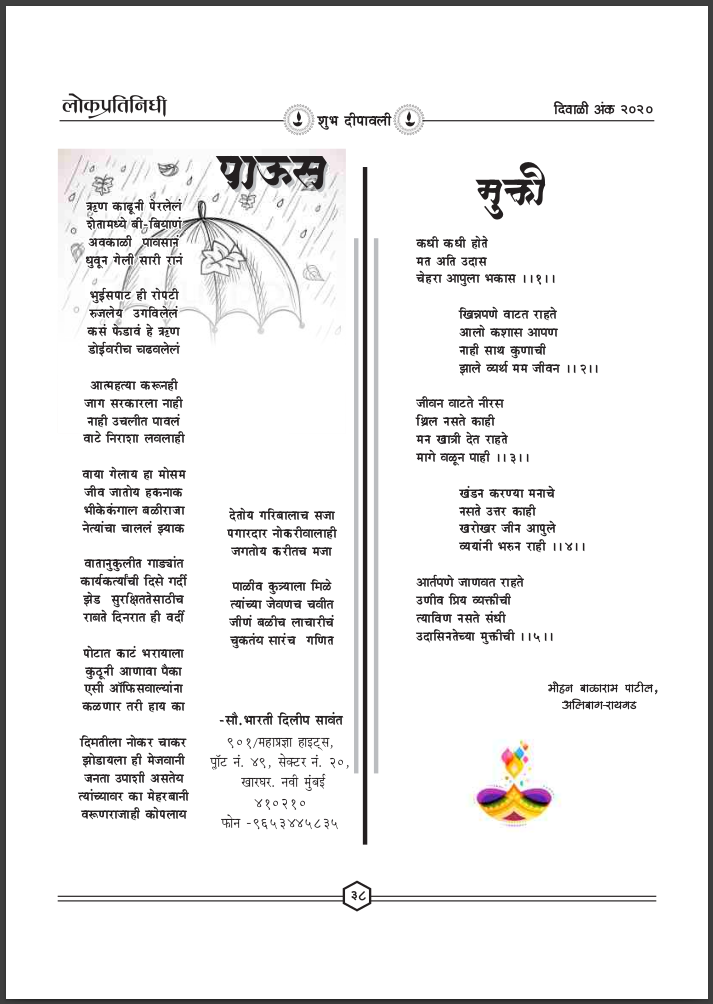 लोकप्रतिनिधी
शुभ दीपावली
दिवाळी अंक २०२०
पाऊस
ऋण काढूनी पेरलेलं
शेतामध्ये बी-बियाणं
अवकाळी पावसानं
धुवून गेली सारी रानं
भुईसपाट ही रोपटी
रुजलेय उगविलेलं
कसं फेडावं हे ऋण
डोईवरीच चढवलेलं
आत्महत्या करूनही
जाग सरकारला नाही
नाही उचलीत पावलं
वाटे निराशा लवलाही
वाया गेलाय हा मोसम
जीव जातोय हकनाक
भीकेकंगाल बळीराजा
नेत्यांचा चाललं झ्याक
वातानुकुलीत गाड्यांत
कार्यकर्त्यांची दिसे गर्दी
झेड सुरक्षिततेसाठीच
राबते दिनरात ही वर्दी
पोटात काटं भरायाला
कुठूनी आणावा पैका
एसी ऑफिसवाल्यांना
कळणार तरी हाय का
दिमतीला नोकर चाकर
झोडायला ही मेजवानी
जनता उपाशी असतेय
त्यांच्यावर का मेहरबानी
वरूणराजाही कोपलाय
देतोय गरिबालाच सजा
पगारदार नोकरीवालाही
जगतोय करीतच मजा
पाळीव कुत्र्याला मिळे
त्यांच्या जेवणच चवीत
जीणं बळीच लाचारीचं
चुकतंय सारंच गणित
-सौ.भारती दिलीप सावंत
९०१/महाप्रज्ञा हाइट्स,
प्लॉट नं. ४९, सेक्टर नं. २०,
खारघर. नवी मुंबई
४१०२१०
फोन -९६५३४४५८३५
मुक्ती
कधी कधी होते
मत अति उदास
चेहरा आपुला भकास ।।१।।
खिन्नपणे वाटत राहते
आलो कशास आपण
नाही साथ कुणाची
झाले व्यर्थ मम जीवन ।।२।।
जीवन वाटते नीरस
थ्रिल नसते काही
मन खात्री देत राहते
मागे वळून पाही ।।३।।
खंडन करण्या मनाचे
नसते उत्तर काही
खरोखर जीन आपुले
व्ययांनी भरुन राही ।।४।।
आर्तपणे जाणवत राहते
उणीव प्रिय व्यक्तीची
त्याविण नसते संधी
उदासिनतेच्या मुक्तीची ।।५।।
मोहन बाळाराम पाटील,
अलिबाग-रायगड
३८